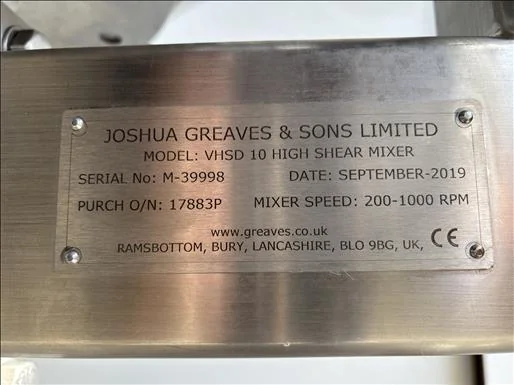 JOSHUA GREAVES & SONS LIMITED
MODEL: VHSD 10 HIGH SHEAR MIXER
SERIAL No: M-39998 DATE: SEPTEMBER-2019
PURCH O/N: 17883P MIXER SPEED: 200-1000 RPM
www.greaves.co.uk
RAMSBOTTOM, BURY, LANCASHIRE, BLO 9BG, UK, CE